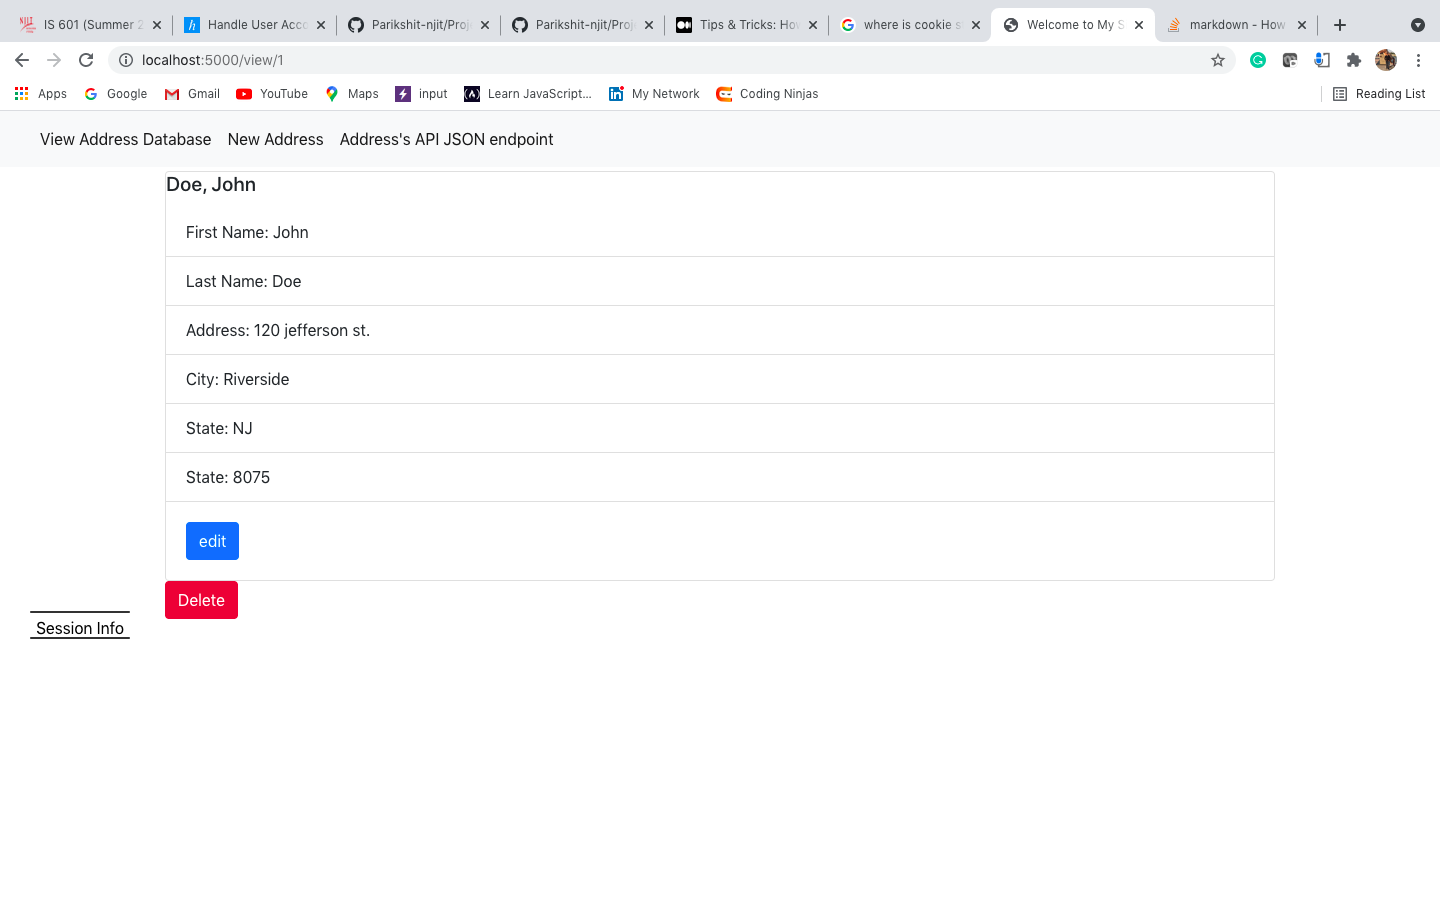 IS 601 (Summer 2
Handle User Acco
Parikshit-njit/Proj
Parikshit-njit/Proj
Tips & Tricks: How
where is cookie s
Welcome to My S
markdown - How
localhost:5000/view/1
Apps
Google
Gmail
YouTube
Maps
input
Learn JavaScript...
My Network
Coding Ninjas
Reading List
View Address Database
New Address
Address's API JSON endpoint
Doe, John
First Name: John
Last Name: Doe
Address: 120 jefferson st.
City: Riverside
State: NJ
State: 8075
edit
Delete
Session Info